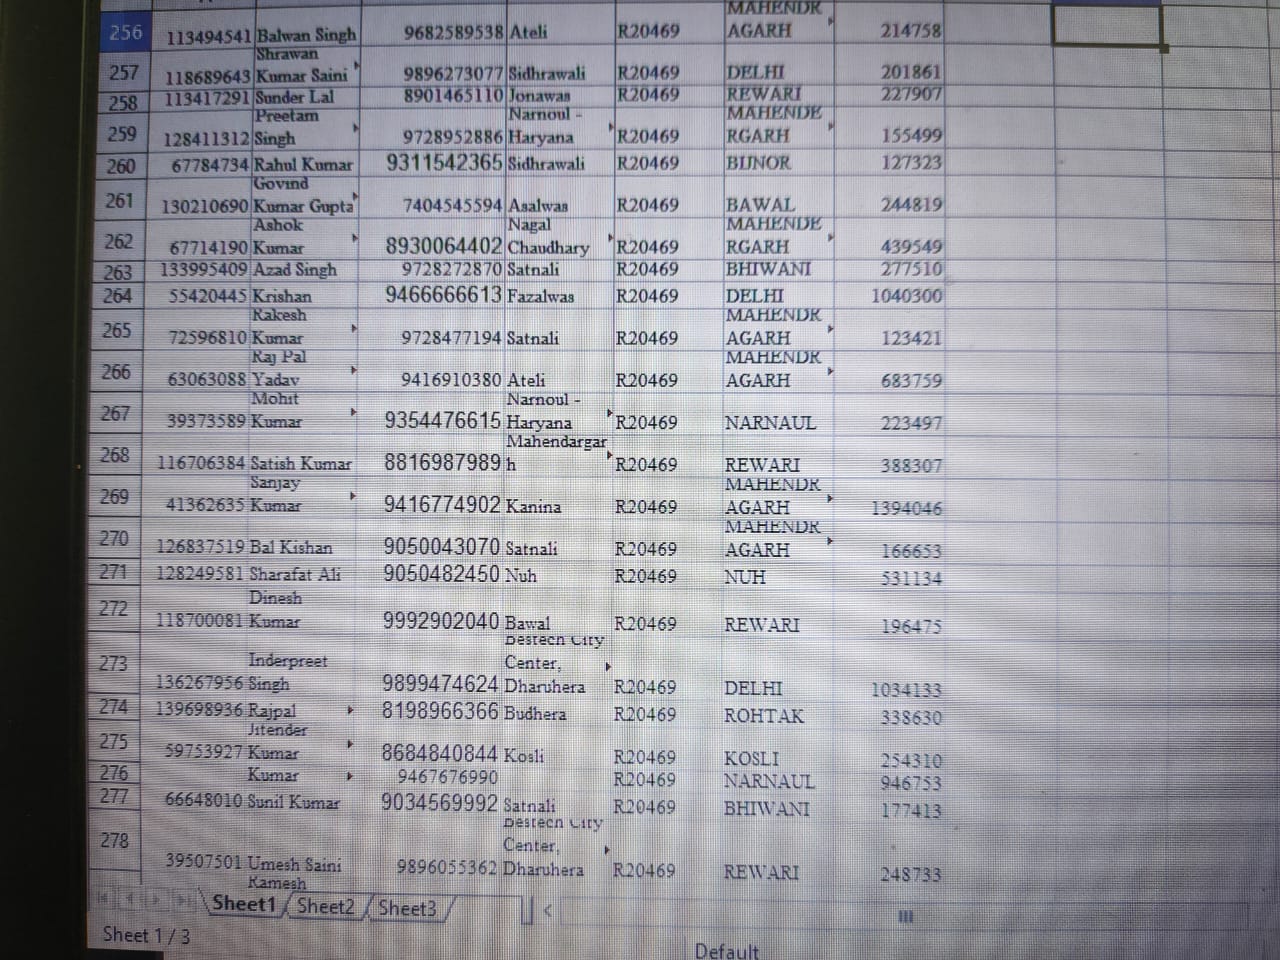 MAHENDR
256 113494541 Balwan Singh 9682589538 Ateli R20469 AGARH 214758
Shrawan
257 118689643 Kumar Saini 9896273077 Sidhrawali R20469 DELHI 201861
258 113417291 Sunder Lal 8901465110 Jonawas R20469 REWARI 227907
Preetam Narnoul - MAHENDE
259 128411312 Singh 9728952886 Haryana R20469 RGARH 155499
260 67784734 Rahul Kumar 9311542365 Sidhrawali R20469 BIJNOR 127323
Govind
261 130210690 Kumar Gupta 7404545594 Asalwas R20469 BAWAL 244819
Ashok Nagal MAHENDE
262 67714190 Kumar 8930064402 Chaudhary R20469 RGARH 439549
263 133995409 Azad Singh 9728272870 Satnali R20469 BHIWANI 277510
264 55420445 Krishan 9466666613 Fazalwas R20469 DELHI 1040300
Rakesh MAHENDR
265 72596810 Kumar 9728477194 Satnali R20469 AGARH 123421
Raj Pal MAHENDR
266 63063088 Yadav 9416910380 Ateli R20469 AGARH 683759
Mohit Narnoul -
267 39373589 Kumar 9354476615 Haryana R20469 NARNAUL 223497
Mahendargar
268 116706384 Satish Kumar 8816987989 h R20469 REWARI 388307
Sanjay MAHENDR
269 41362635 Kumar 9416774902 Kanina R20469 AGARH 1394046
MAHENDR
270 126837519 Bal Kishan 9050043070 Satnali R20469 AGARH 166653
271 128249581 Sharafat Ali 9050482450 Nuh R20469 NUH 531134
Dinesh
272 118700081 Kumar 9992902040 Bawal R20469 REWARI 196475
Bestech City
Inderpreet Center,
273 136267956 Singh 9899474624 Dharuhera R20469 DELHI 1034133
274 139698936 Rajpal 8198966366 Budhera R20469 ROHTAK 338630
Jitender
275 59753927 Kumar 8684840844 Kosli R20469 KOSLI 254310
276 Kumar 9467676990 R20469 NARNAUL 946753
277 66648010 Sunil Kumar 9034569992 Satnali R20469 BHIWANI 177413
Bestech City
Center,
278 39507501 Umesh Saini 9896055362 Dharuhera R20469 REWARI 248733
Ramesh
Sheet1 Sheet2 Sheet3
Sheet 1 / 3 Default